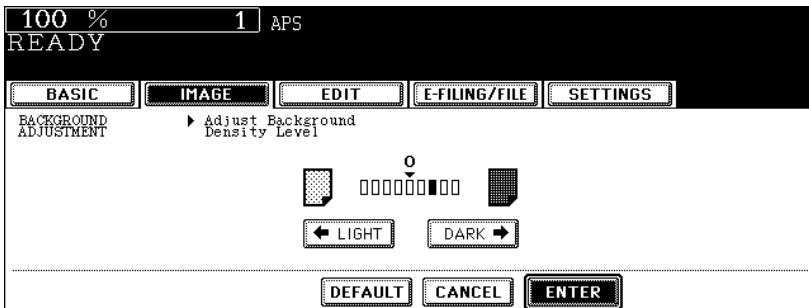 100 % 1 APS
READY
BASIC IMAGE EDIT E-FILING/FILE SETTINGS
BACKGROUND
ADJUSTMENT
Adjust Background
Density Level
0
LIGHT DARK
DEFAULT CANCEL ENTER